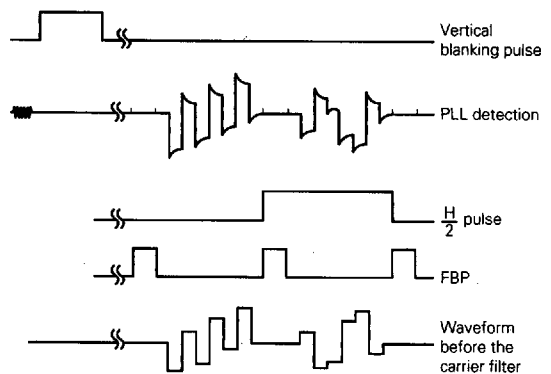 Vertical
blanking pulse
PLL detection
H
2 pulse
FBP
Waveform
before the
carrier filter